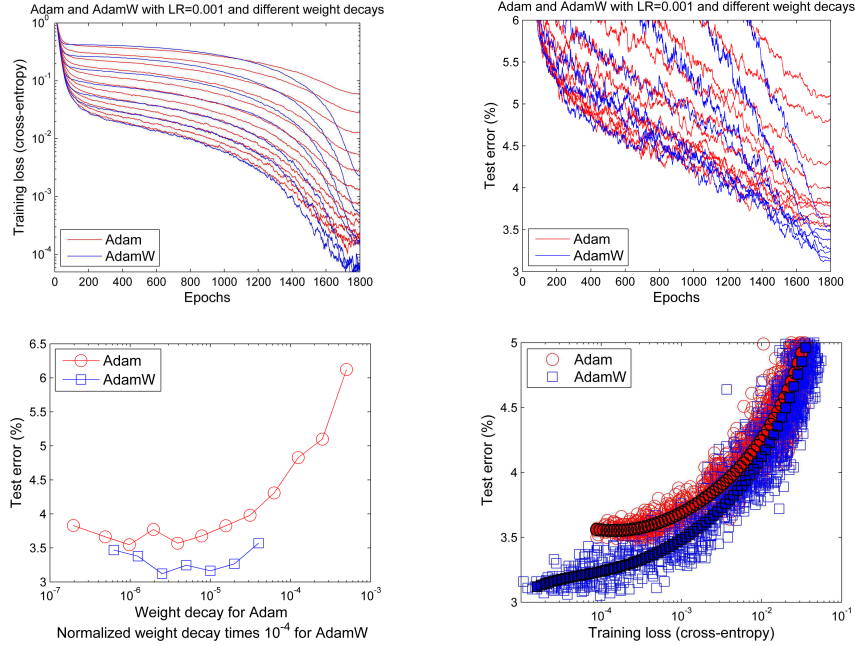 Adam and AdamW with LR=0.001 and different weight decays
10^0
10^-1
10^-2
10^-3
10^-4
Training loss (cross-entropy)
Adam
AdamW
0 200 400 600 800 1000 1200 1400 1600 1800
Epochs
Adam and AdamW with LR=0.001 and different weight decays
6
5.5
5
4.5
4
3.5
3
Test error (%)
Adam
AdamW
0 200 400 600 800 1000 1200 1400 1600 1800
Epochs
6.5
6
5.5
5
4.5
4
3.5
3
Test error (%)
Adam
AdamW
10^-7 10^-6 10^-5 10^-4 10^-3
Weight decay for Adam
Normalized weight decay times 10^-4 for AdamW
5
4.5
4
3.5
3
Test error (%)
Adam
AdamW
10^-4 10^-3 10^-2 10^-1
Training loss (cross-entropy)